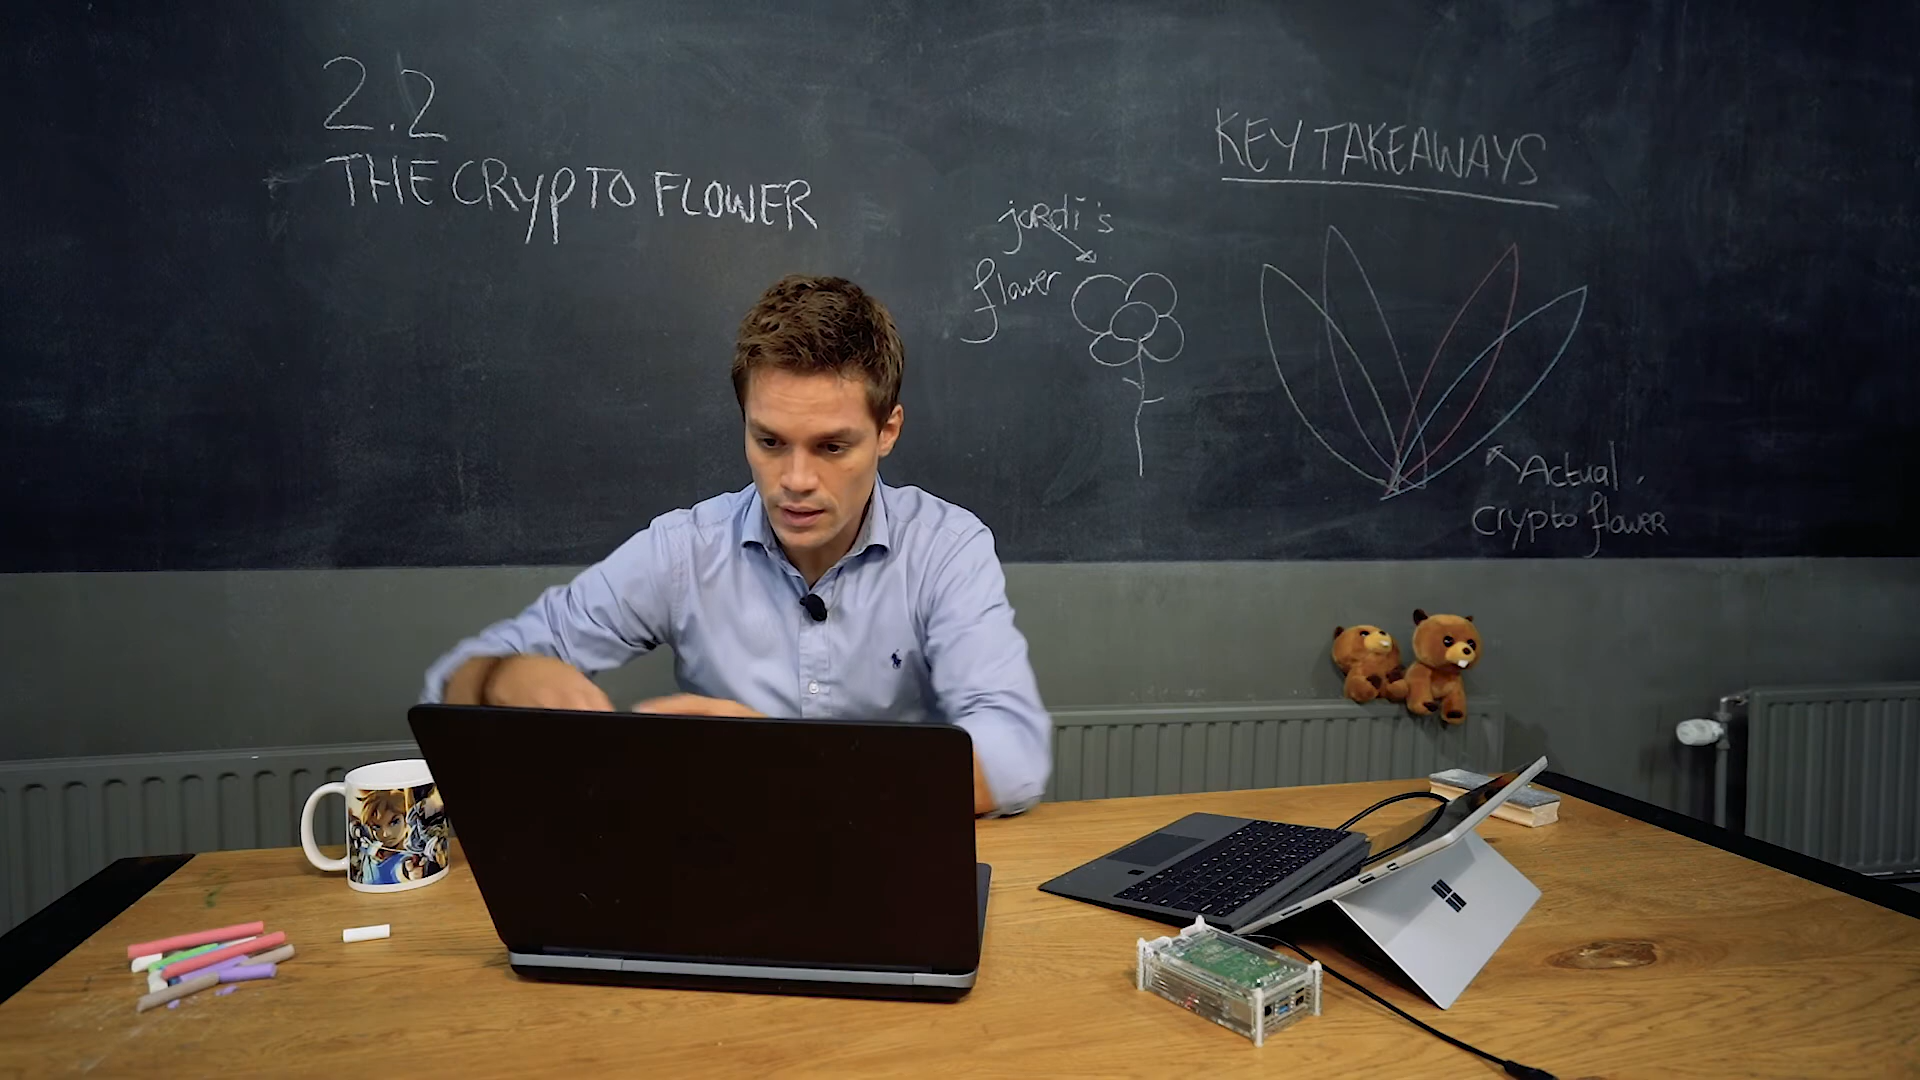 2.2
THE CRYPTO FLOWER
KEY TAKEAWAYS
jordi's
flower
Actual
crypto flower